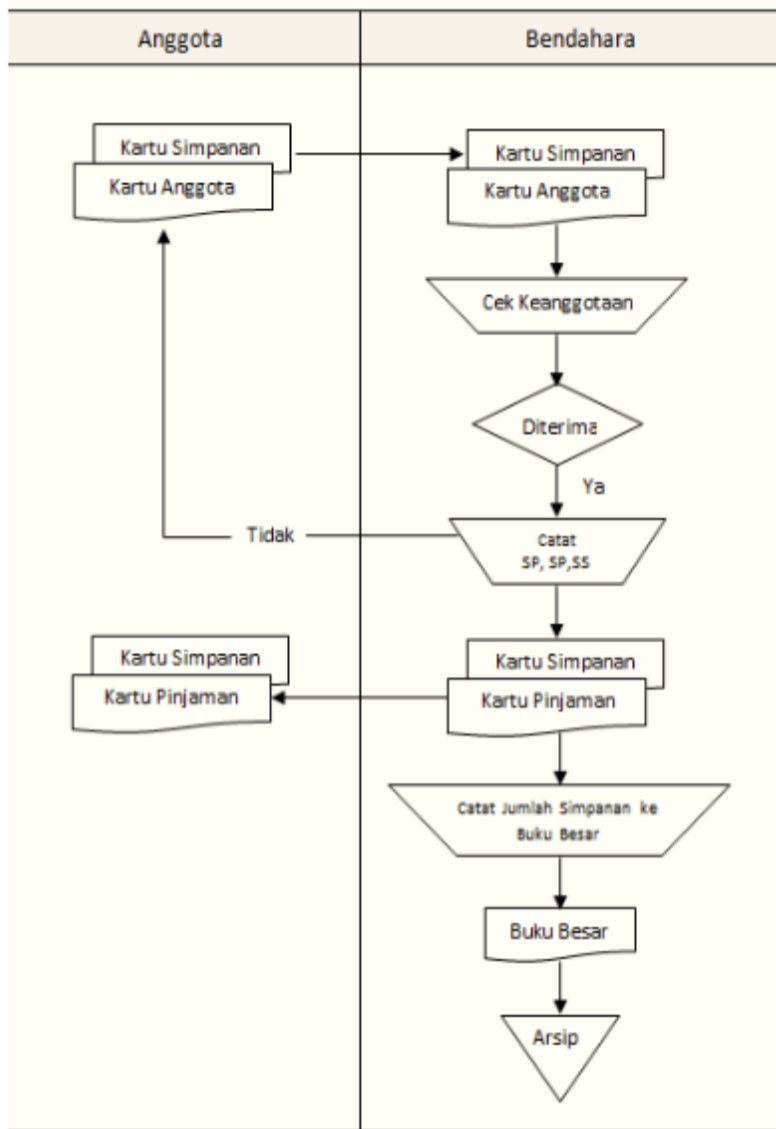 Anggota
Bendahara
Kartu Simpanan
Kartu Anggota
Kartu Simpanan
Kartu Anggota
Cek Keanggotaan
Diterima
Ya
Tidak
Catat
SP, SP,SS
Kartu Simpanan
Kartu Pinjaman
Kartu Simpanan
Kartu Pinjaman
Catat Jumlah Simpanan ke
Buku Besar
Buku Besar
Arsip